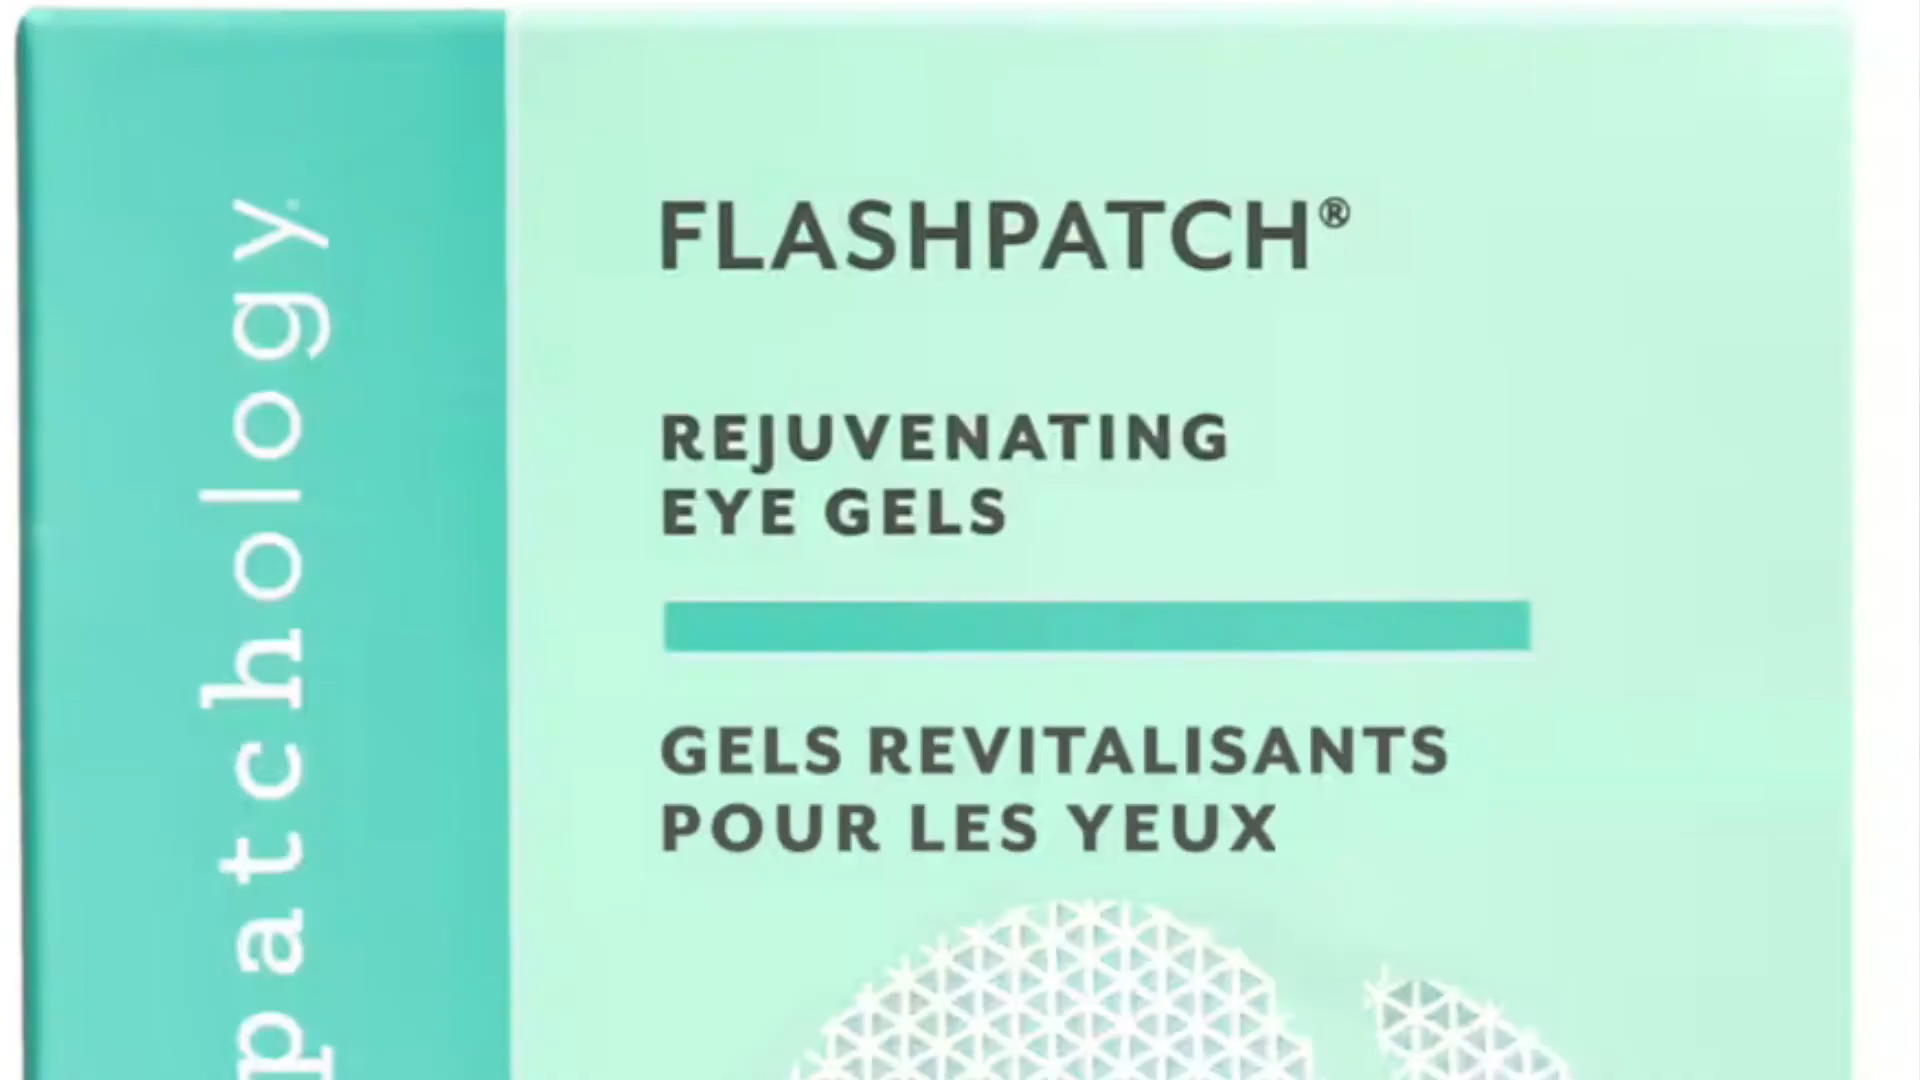 patchology
FLASHPATCH®
REJUVENATING
EYE GELS
GELS REVITALISANTS
POUR LES YEUX